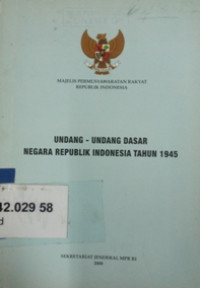 MAJELIS PERMUSYAWARATAN RAKYAT
REPUBLIK INDONESIA
UNDANG - UNDANG DASAR
NEGARA REPUBLIK INDONESIA TAHUN 1945
42.029 58
d
SEKRETARIAT JENDERAL MPR RI